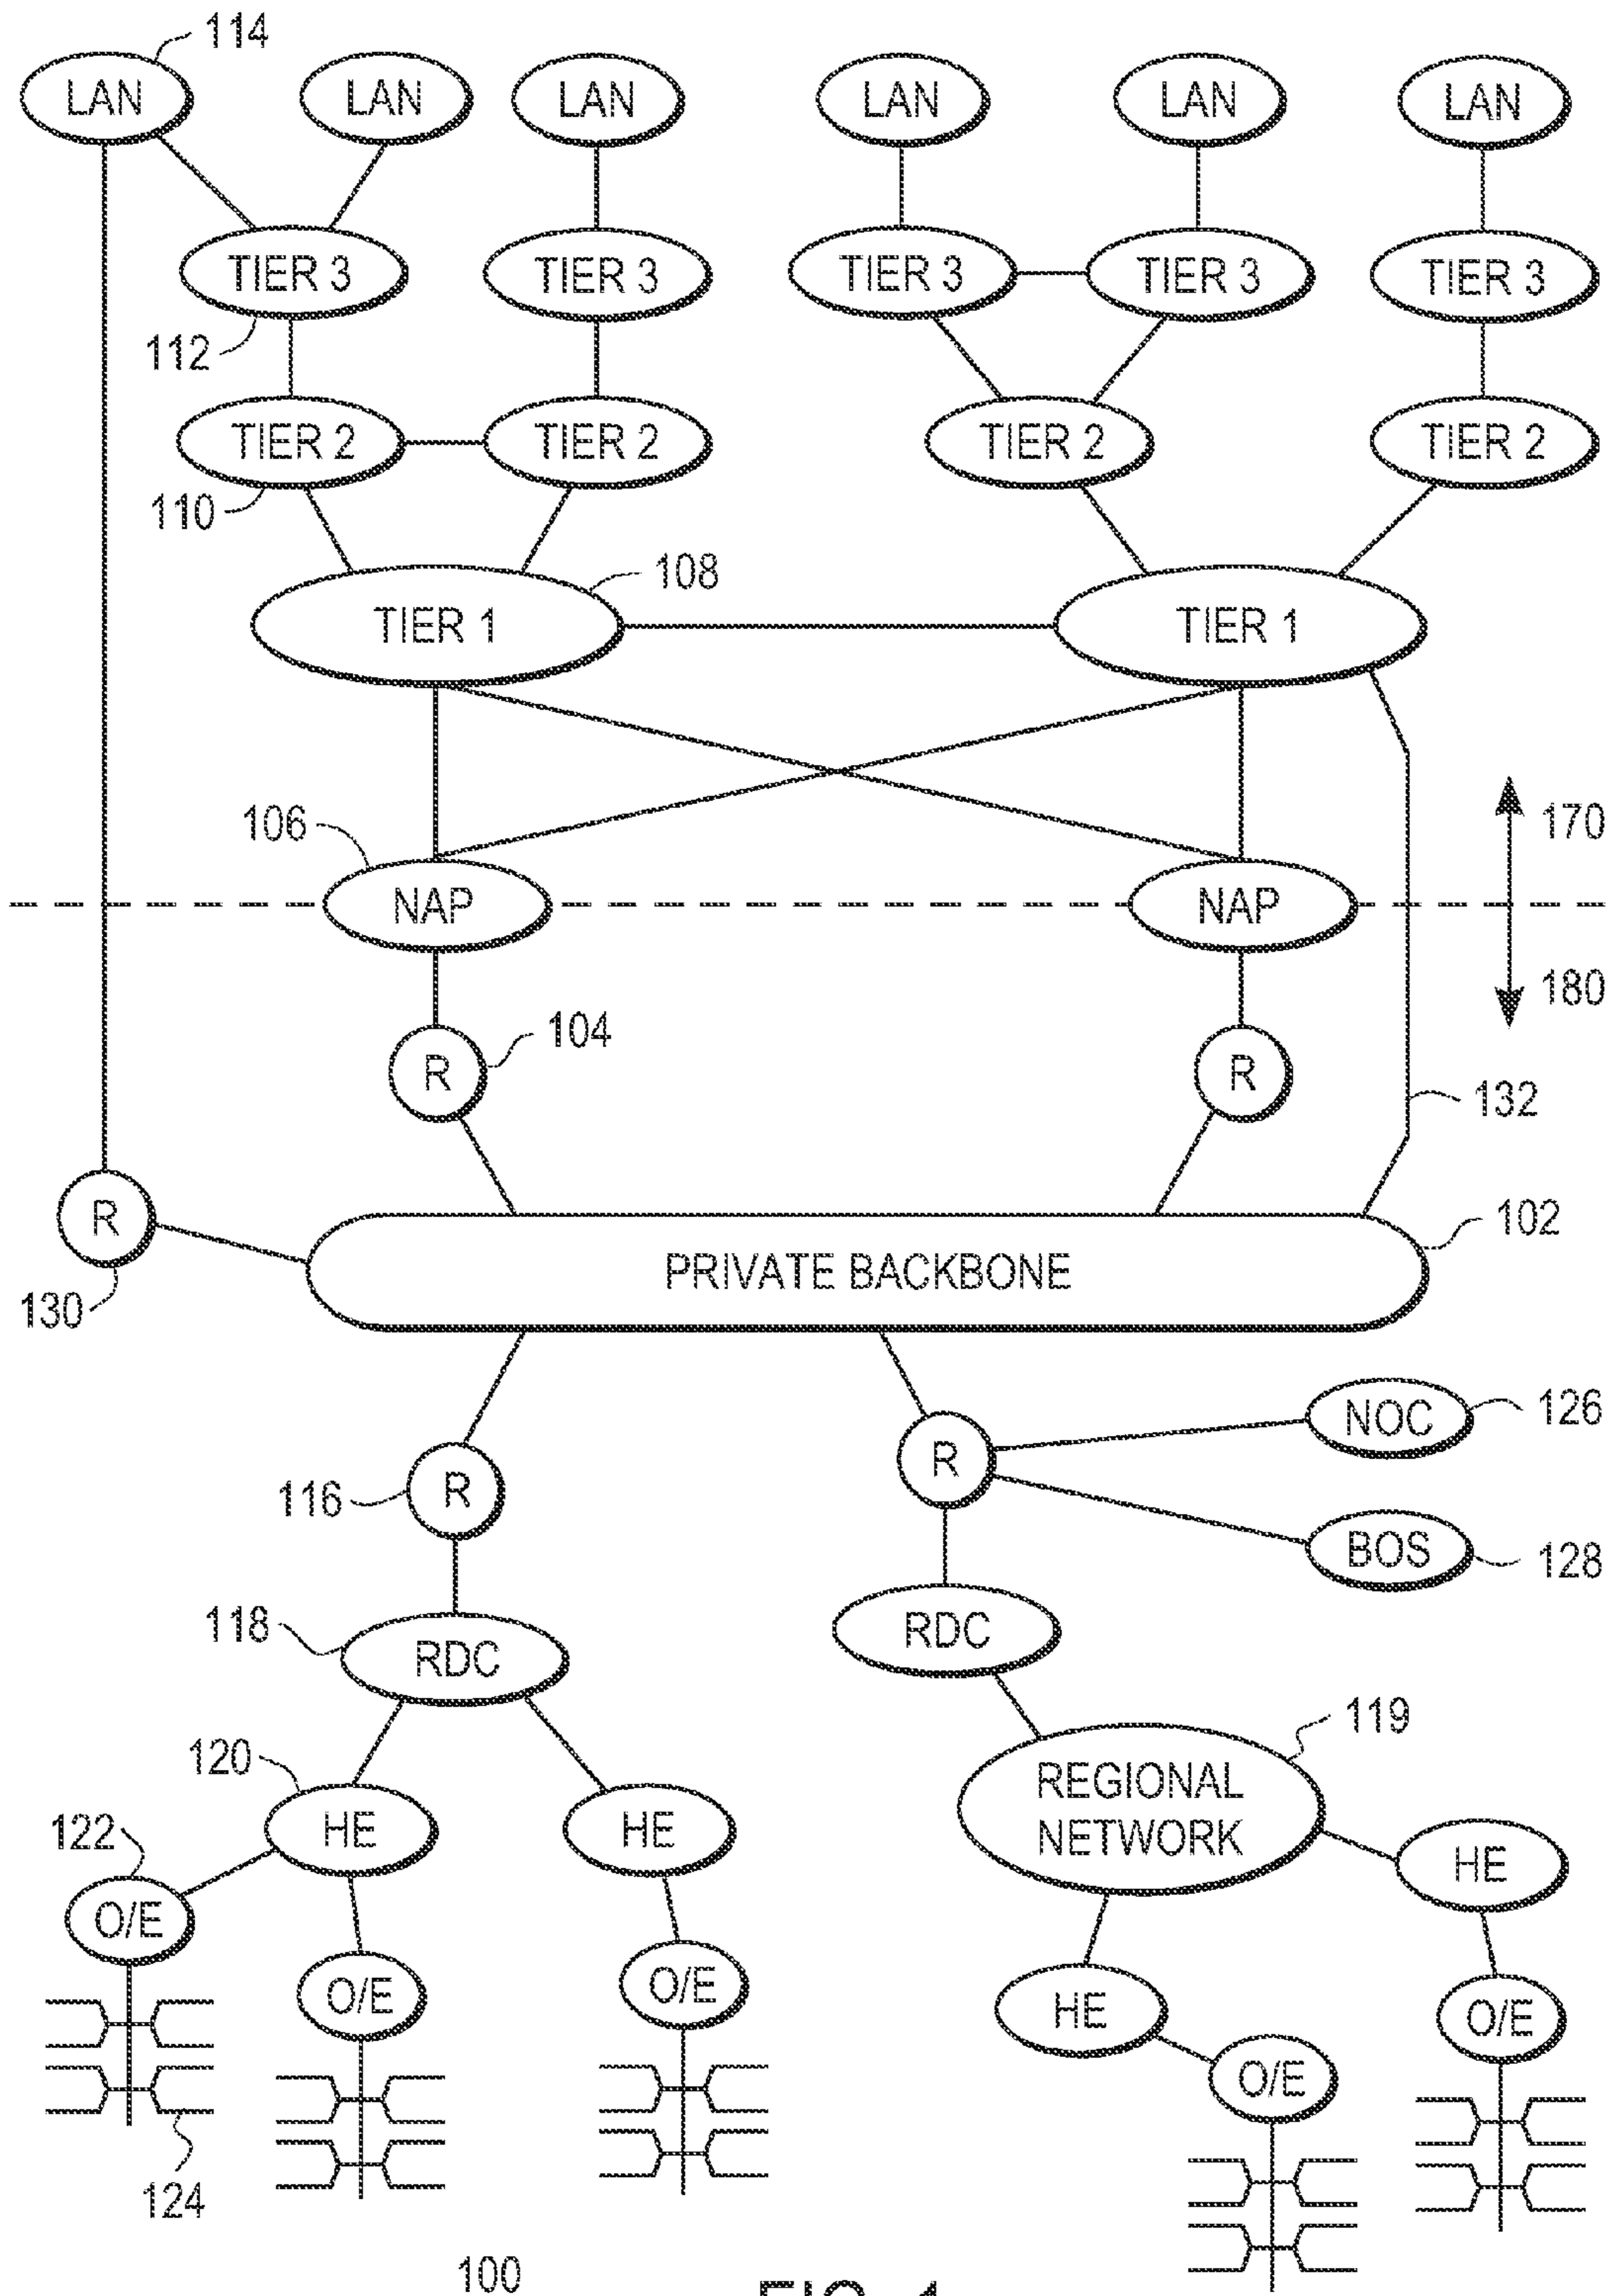 114
LAN LAN LAN LAN LAN LAN
TIER 3 TIER 3 TIER 3 TIER 3 TIER 3
112
TIER 2 TIER 2 TIER 2 TIER 2
110
108
TIER 1 TIER 1
106
170
NAP NAP
180
104
R R
132
R
102
PRIVATE BACKBONE
130
126
NOC
R
116
R
BOS
128
118
RDC
RDC
119
120
REGIONAL
NETWORK
122
HE HE
HE
O/E
O/E O/E
HE
O/E
O/E
124
100
FIG. 1